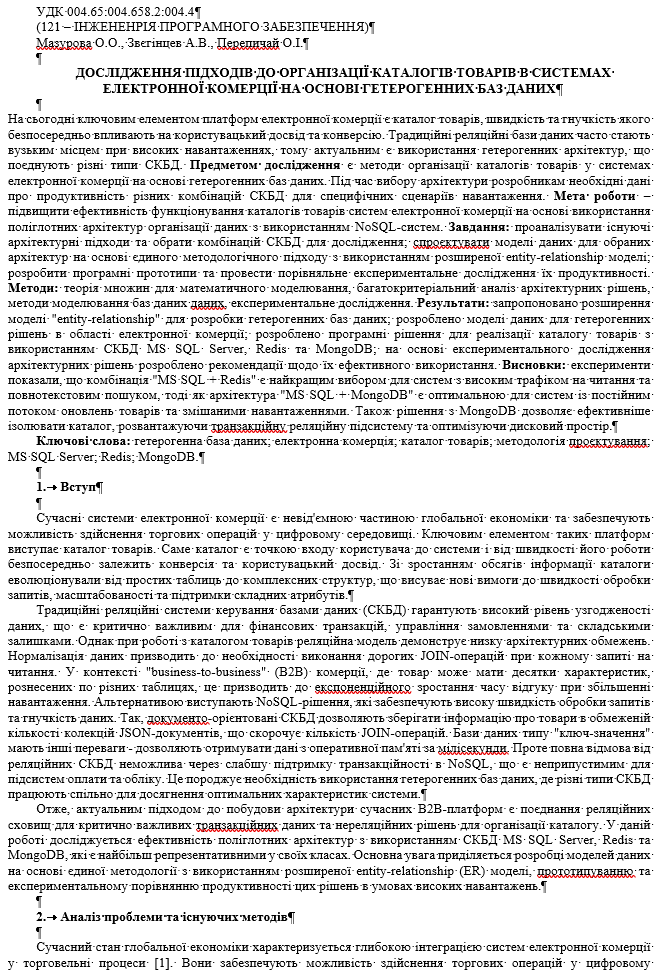 УДК 004.65:004.658.2:004.4¶
(121 – ІНЖЕНЕНРІЯ ПРОГРАМНОГО ЗАБЕЗПЕЧЕННЯ)¶
Мазурова О.О., Звєгінцев А.В., Перепичай О.І.¶
¶
ДОСЛІДЖЕННЯ ПІДХОДІВ ДО ОРГАНІЗАЦІЇ КАТАЛОГІВ ТОВАРІВ В СИСТЕМАХ
ЕЛЕКТРОННОЇ КОМЕРЦІЇ НА ОСНОВІ ГЕТЕРОГЕННИХ БАЗ ДАНИХ¶
¶
На сьогодні ключовим елементом платформ електронної комерції є каталог товарів, швидкість та гнучкість якого
безпосередньо впливають на користувацький досвід та конверсію. Традиційні реляційні бази даних часто стають
вузьким місцем при високих навантаженнях, тому актуальним є використання гетерогенних архітектур, що
поєднують різні типи СКБД. Предметом дослідження є методи організації каталогів товарів у системах
електронної комерції на основі гетерогенних баз даних. Під час вибору архітектури розробникам необхідні дані
про продуктивність різних комбінацій СКБД для специфічних сценаріїв навантаження. Мета роботи –
підвищити ефективність функціонування каталогів товарів систем електронної комерції на основі використання
поліглотних архітектур організації даних з використанням NoSQL-систем. Завдання: проаналізувати існуючі
архітектурні підходи та обрати комбінацій СКБД для дослідження; спроєктувати моделі даних для обраних
архітектур на основі єдиного методологічного підходу з використанням розширеної entity-relationship моделі;
розробити програмні прототипи та провести порівняльне експериментальне дослідження їх продуктивності.
Методи: теорія множин для математичного моделювання, багатокритеріальний аналіз архітектурних рішень,
методи моделювання баз даних даних, експериментальне дослідження. Результати: запропоновано розширення
моделі "entity-relationship" для розробки гетерогенних баз даних; розроблено моделі даних для гетерогенних
рішень в області електронної комерції; розроблено програмні рішення для реалізації каталогу товарів з
використанням СКБД MS SQL Server, Redis та MongoDB; на основі експериментального дослідження
архітектурних рішень розроблено рекомендації щодо їх ефективного використання. Висновки: експерименти
показали, що комбінація "MS SQL + Redis" є найкращим вибором для систем з високим трафіком на читання та
повнотекстовим пошуком, тоді як архітектура "MS SQL + MongoDB" є оптимальною для систем із постійним
потоком оновлень товарів та змішаними навантаженнями. Також рішення з MongoDB дозволяє ефективніше
ізолювати каталог, розвантажуючи транзакційну реляційну підсистему та оптимізуючи дисковий простір.¶
Ключові слова: гетерогенна база даних; електронна комерція; каталог товарів; методологія проєктування;
MS SQL Server; Redis; MongoDB.¶
¶
1.→ Вступ¶
¶
Сучасні системи електронної комерції є невід'ємною частиною глобальної економіки та забезпечують
можливість здійснення торгових операцій у цифровому середовищі. Ключовим елементом таких платформ
виступає каталог товарів. Саме каталог є точкою входу користувача до системи і від швидкості його роботи
безпосередньо залежить конверсія та користувацький досвід. Зі зростанням обсягів інформації каталоги
еволюціонували від простих таблиць до комплексних структур, що висуває нові вимоги до швидкості обробки
запитів, масштабованості та підтримки складних атрибутів.¶
Традиційні реляційні системи керування базами даних (СКБД) гарантують високий рівень узгодженості
даних, що є критично важливим для фінансових транзакцій, управління замовленнями та складськими
залишками. Однак при роботі з каталогом товарів реляційна модель демонструє низку архітектурних обмежень.
Нормалізація даних призводить до необхідності виконання дорогих JOIN-операцій при кожному запиті на
читання. У контексті "business-to-business" (B2B) комерції, де товар може мати десятки характеристик,
рознесених по різних таблицях, це призводить до експоненційного зростання часу відгуку при збільшенні
навантаження. Альтернативою виступають NoSQL-рішення, які забезпечують високу швидкість обробки запитів
та гнучкість даних. Так, документо-орієнтовані СКБД дозволяють зберігати інформацію про товари в обмеженій
кількості колекцій JSON-документів, що скорочує кількість JOIN-операцій. Бази даних типу "ключ-значення"
мають інші переваги - дозволяють отримувати дані з оперативної пам'яті за мілісекунди. Проте повна відмова від
реляційних СКБД неможлива через слабшу підтримку транзакційності в NoSQL, що є неприпустимим для
підсистем оплати та обліку. Це породжує необхідність використання гетерогенних баз даних, де різні типи СКБД
працюють спільно для досягнення оптимальних характеристик системи.¶
Отже, актуальним підходом до побудови архітектури сучасних B2B-платформ є поєднання реляційних
сховищ для критично важливих транзакційних даних та нереляційних рішень для організації каталогу. У даній
роботі досліджується ефективність поліглотних архітектур з використанням СКБД MS SQL Server, Redis та
MongoDB, які є найбільш репрезентативними у своїх класах. Основна увага приділяється розробці моделей даних
на основі єдиної методології з використанням розширеної entity-relationship (ER) моделі, прототипуванню та
експериментальному порівнянню продуктивності цих рішень в умовах високих навантажень.¶
¶
2.→ Аналіз проблеми та існуючих методів¶
¶
Сучасний стан глобальної економіки характеризується глибокою інтеграцією систем електронної комерції
у торговельні процеси [1]. Вони забезпечують можливість здійснення торгових операцій у цифровому